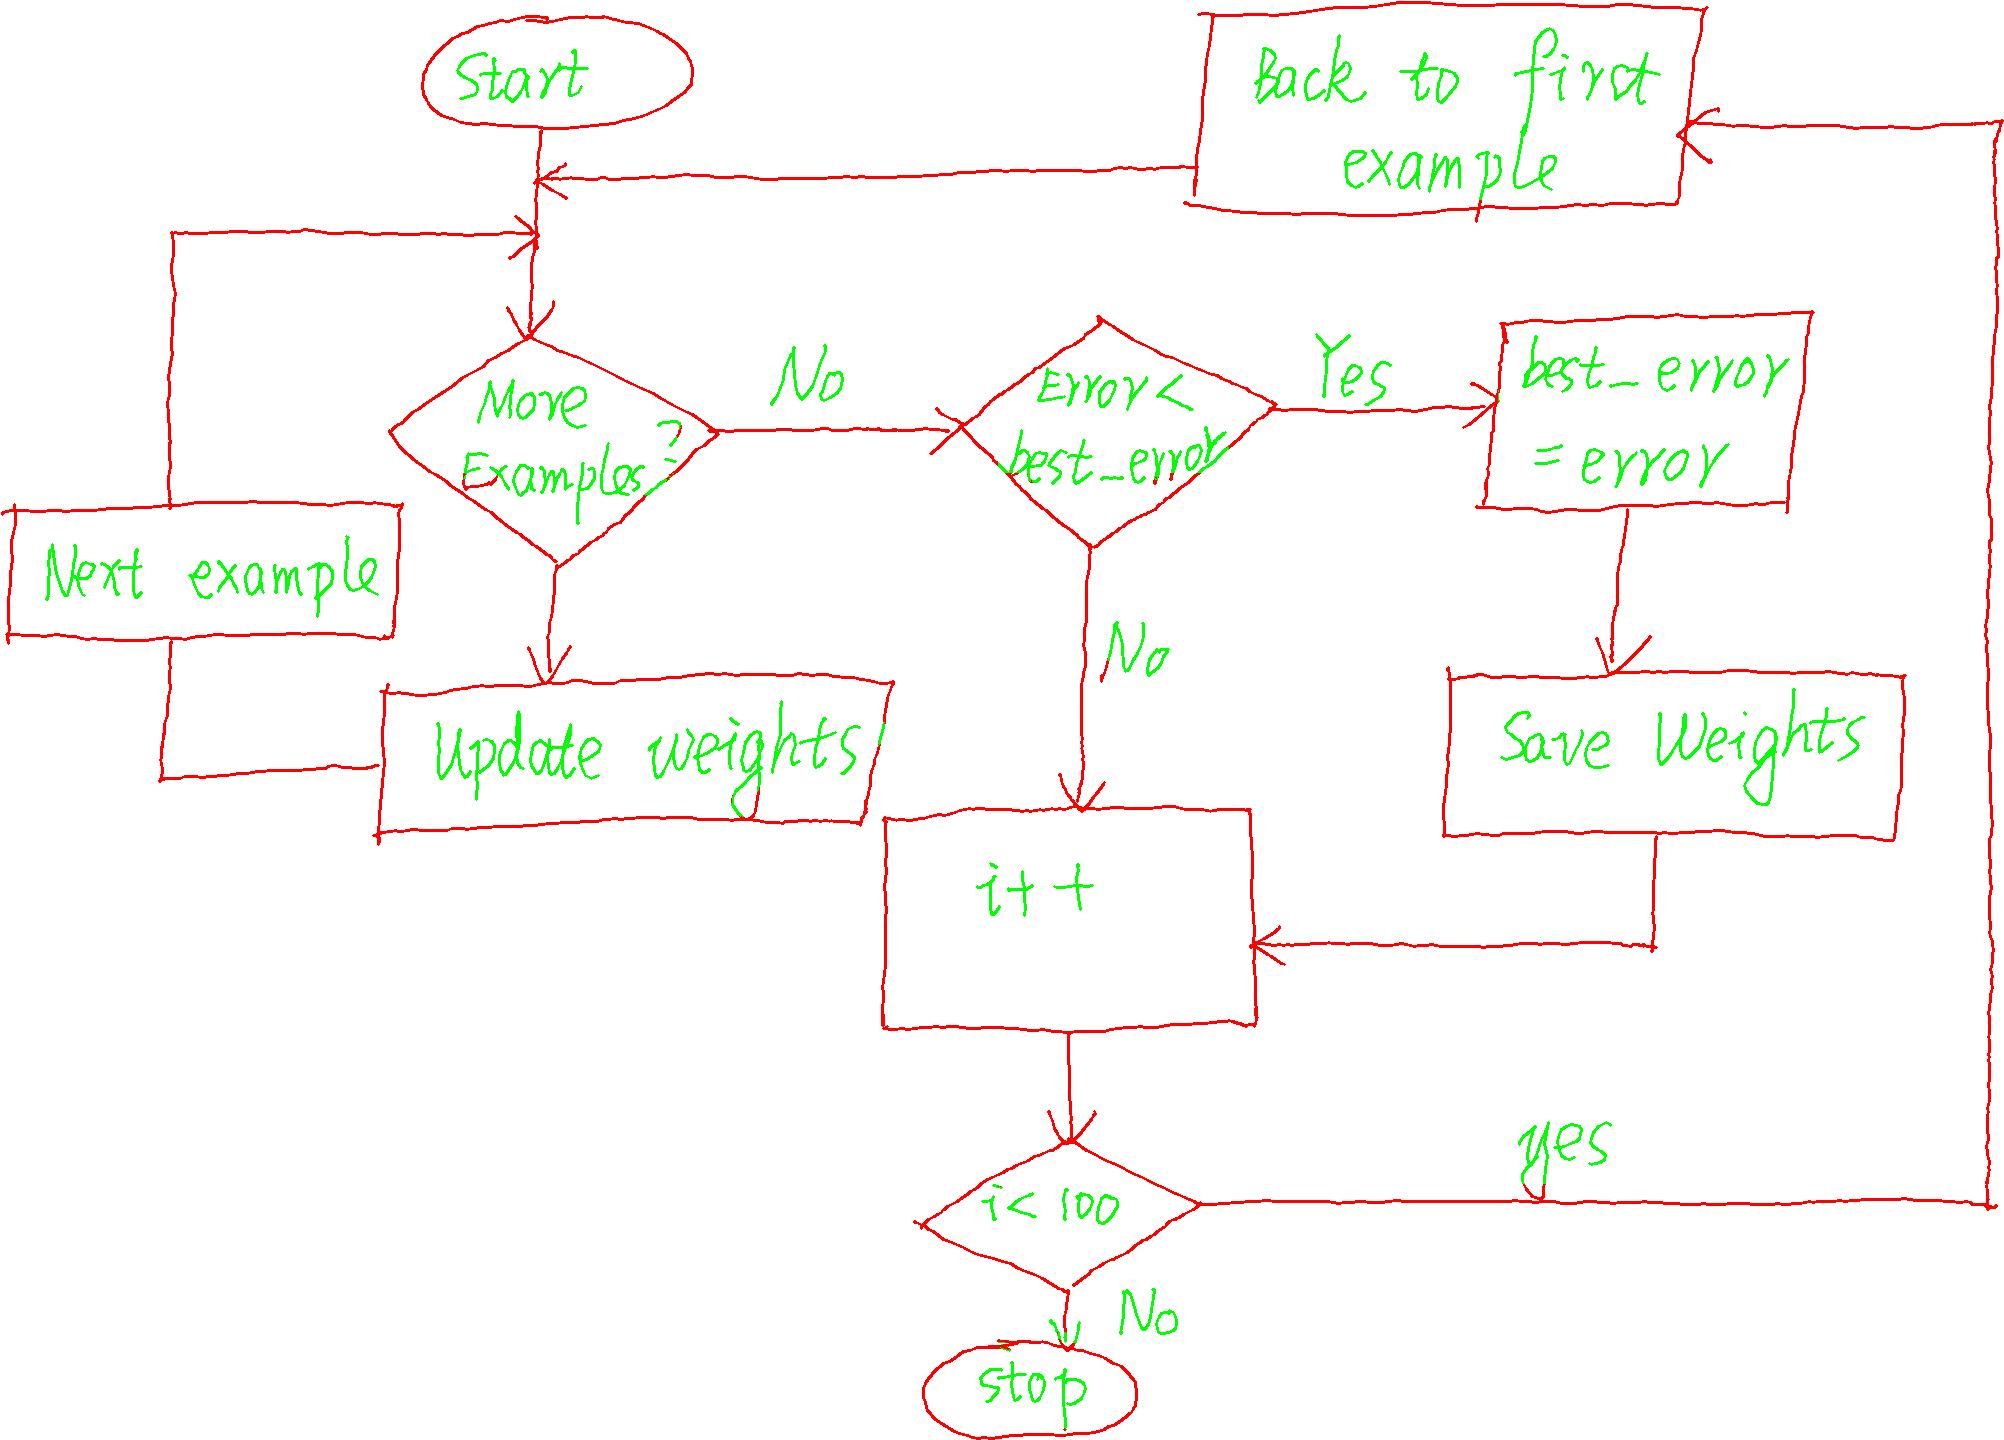 Start
Back to first
example
More
Examples?
No
Error <
best_error
Yes
best_error
= error
Next example
No
Update weights
Save Weights
i++
yes
i < 100
No
stop